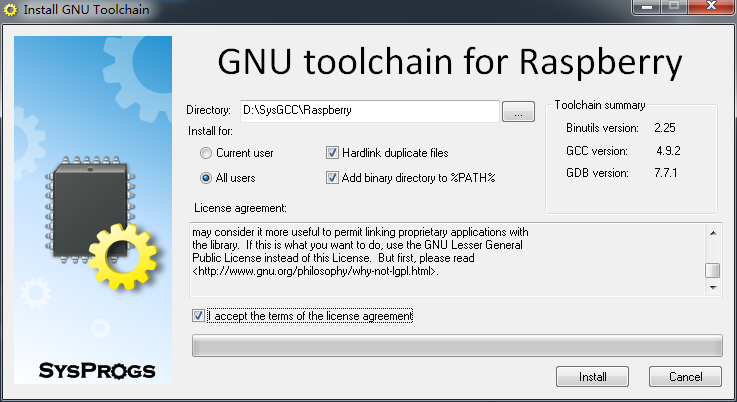 Install GNU Toolchain
GNU toolchain for Raspberry
Directory: D:\SysGCC\Raspberry ...
Install for:
Current user Hardlink duplicate files
All users Add binary directory to %PATH%
Toolchain summary
Binutils version: 2.25
GCC version: 4.9.2
GDB version: 7.7.1
License agreement:
may consider it more useful to permit linking proprietary applications with
the library. If this is what you want to do, use the GNU Lesser General
Public License instead of this License. But first, please read
<http://www.gnu.org/philosophy/why-not-lgpl.html>.
I accept the terms of the license agreement
SYSPROGS
Install Cancel